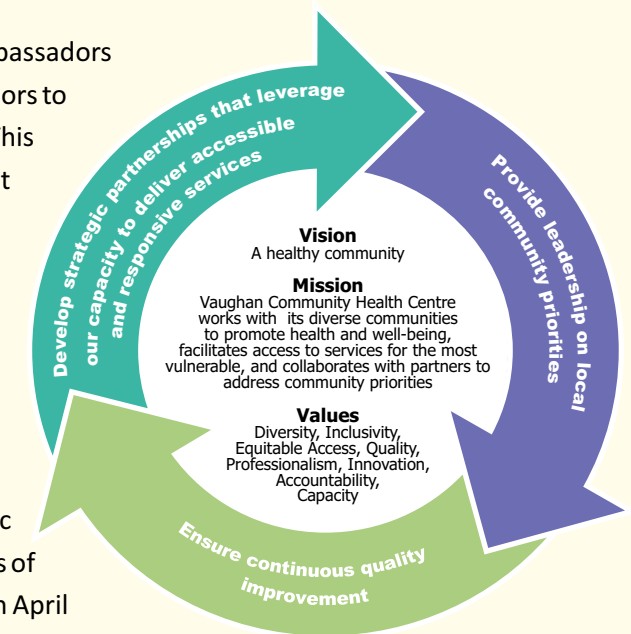 ors to
Develop strategic partnerships that leverage
our capacity to deliver accessible
and responsive services
Provide leadership on local
community priorities
Vision
A healthy community
Mission
Vaughan Community Health Centre
works with its diverse communities
to promote health and well-being,
facilitates access to services for the most
vulnerable, and collaborates with partners to
address community priorities
Values
Diversity, Inclusivity,
Equitable Access, Quality,
Professionalism, Innovation,
Accountability,
Capacity
Ensure continuous quality
improvement
of
April